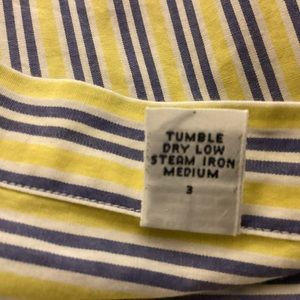 TUMBLE
DRY LOW
STEAM IRON
MEDIUM
3